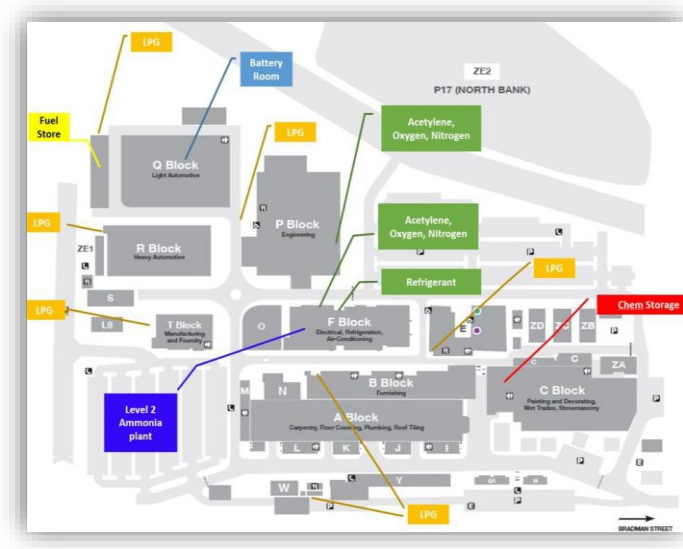 LPG
Battery
Room
ZE2
P17 (NORTH BANK)
Fuel
Store
Acetylene,
Oxygen, Nitrogen
LPG
Q Block
Light Automotive
LPG
P Block
Engineering
Acetylene,
Oxygen, Nitrogen
ZE1
R Block
Heavy Automotive
LPG
Refrigerant
S
LPG
L8
T Block
Manufacturing
and Foundry
O
F Block
Electrical, Refrigeration,
Air-Conditioning
E
ZD
ZC
ZB
Chem Storage
C
ZA
Level 2
Ammonia
plant
M
N
B Block
Furnishing
C Block
Painting and Decorating,
Wet Trades, Stonemasonry
A Block
Carpentry, Floor Covering, Plumbing, Roof Tiling
L
K
J
I
W
Y
H
LPG
BRADMAN STREET